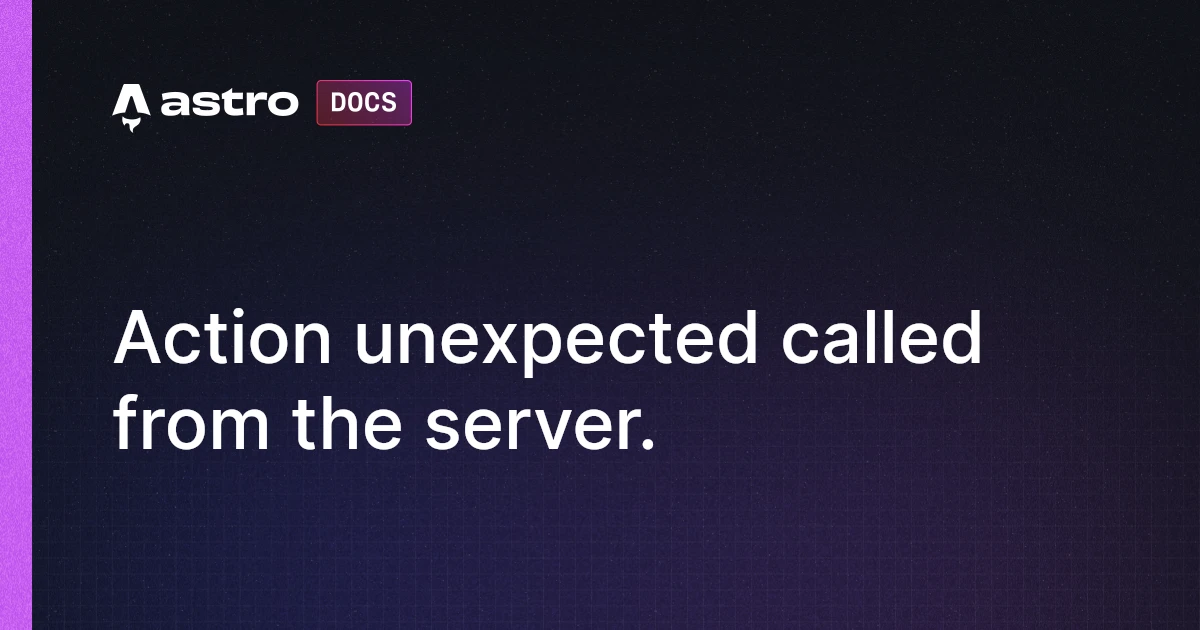 astro DOCS
Action unexpected called
from the server.